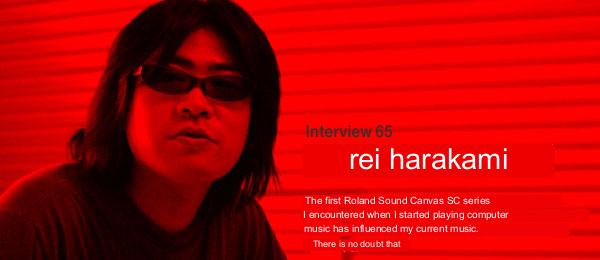 Interview 65
rei harakami
The first Roland Sound Canvas SC series
I encountered when I started playing computer
music has influenced my current music.
There is no doubt that